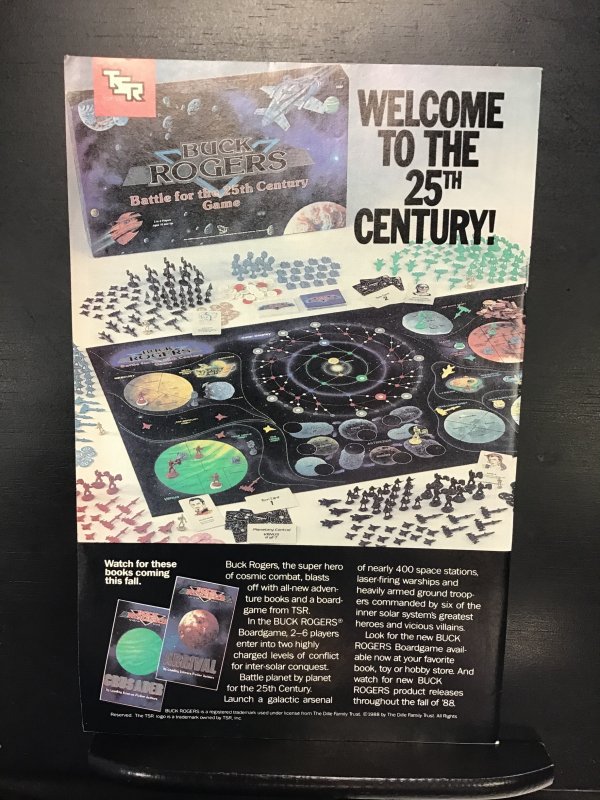 TSR
WELCOME
TO THE
25TH
CENTURY!
BUCK
ROGERS
Battle for the 25th Century
Game
BUCK
ROGERS
Watch for these
books coming
this fall.
ARRIVAL
CRUSADER
Buck Rogers, the super hero
of cosmic combat, blasts
off with all-new adven-
ture books and a board-
game from TSR.
In the BUCK ROGERS®
Boardgame, 2–6 players
enter into two highly
charged levels of conflict
for inter-solar conquest.
Battle planet by planet
for the 25th Century.
Launch a galactic arsenal
of nearly 400 space stations,
laser-firing warships and
heavily armed ground troop-
ers commanded by six of the
inner solar system's greatest
heroes and vicious villains.
Look for the new BUCK
ROGERS Boardgame avail-
able now at your favorite
book, toy or hobby store. And
watch for new BUCK
ROGERS product releases
throughout the fall of '88.
BUCK ROGERS is a registered trademark used under license from The Dille Family Trust. ©1988 by The Dille Family Trust. All Rights
Reserved. The TSR logo is a trademark owned by TSR, Inc.